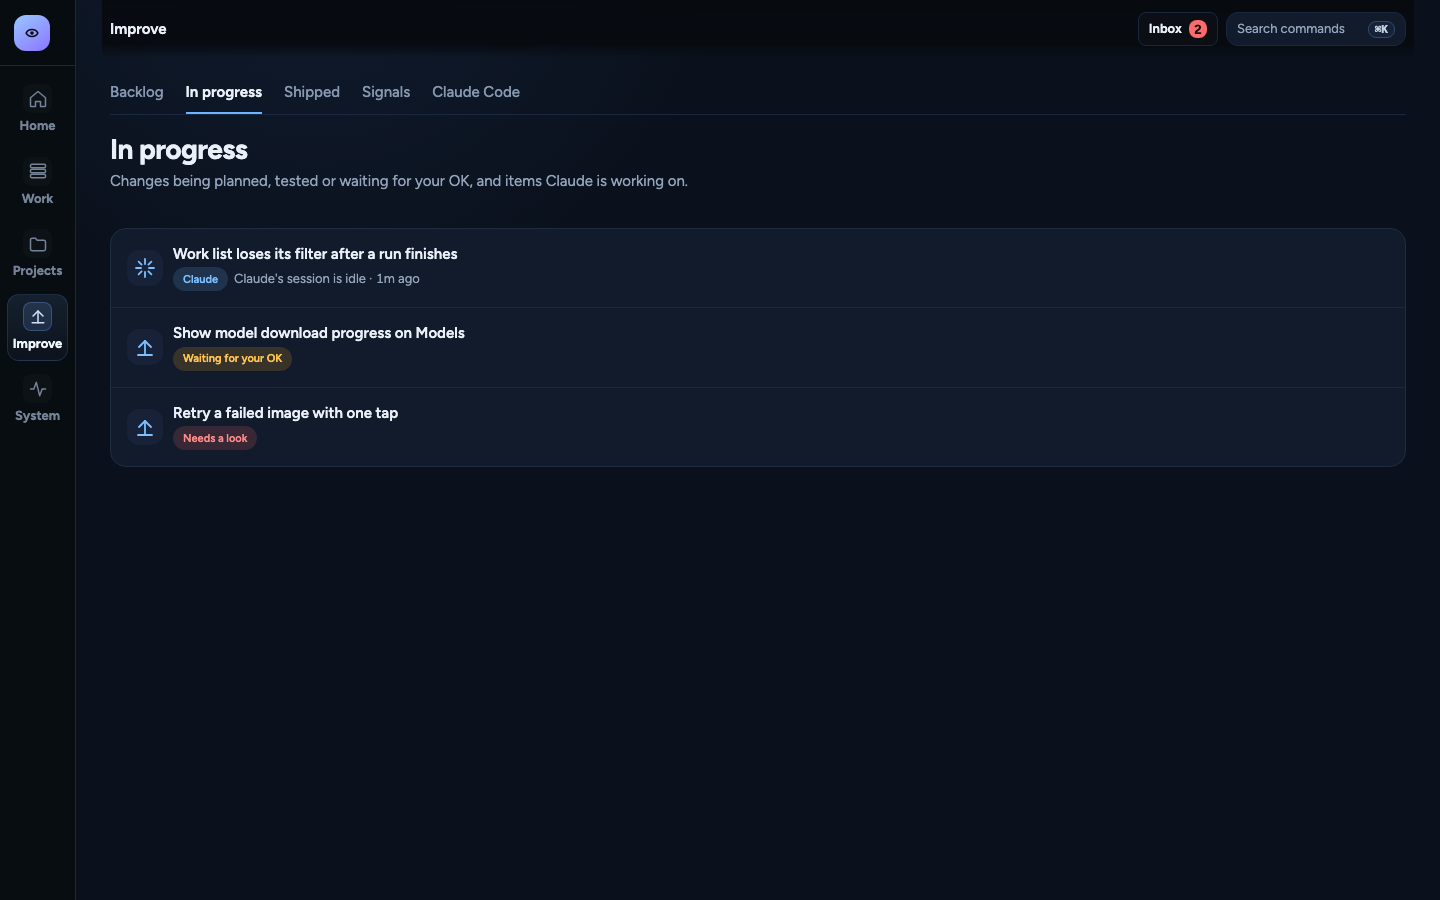 Improve
Inbox 2
Search commands ⌘K
Home
Work
Projects
Improve
System
Backlog In progress Shipped Signals Claude Code
In progress
Changes being planned, tested or waiting for your OK, and items Claude is working on.
Work list loses its filter after a run finishes
Claude Claude's session is idle · 1m ago
Show model download progress on Models
Waiting for your OK
Retry a failed image with one tap
Needs a look